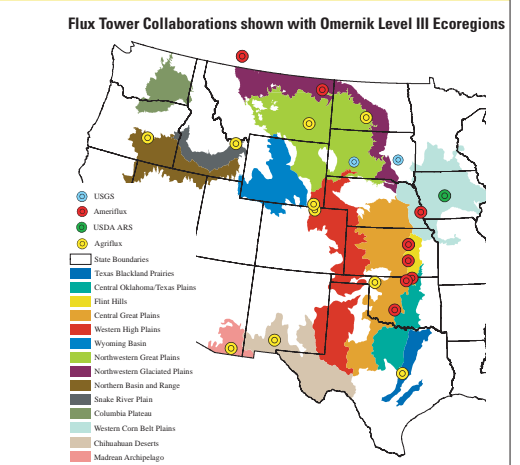 Flux Tower Collaborations shown with Omernik Level III Ecoregions
USGS
Ameriflux
USDA ARS
Agriflux
State Boundaries
Texas Blackland Prairies
Central Oklahoma/Texas Plains
Flint Hills
Central Great Plains
Western High Plains
Wyoming Basin
Northwestern Great Plains
Northwestern Glaciated Plains
Northern Basin and Range
Snake River Plain
Columbia Plateau
Western Corn Belt Plains
Chihuahuan Deserts
Madrean Archipelago